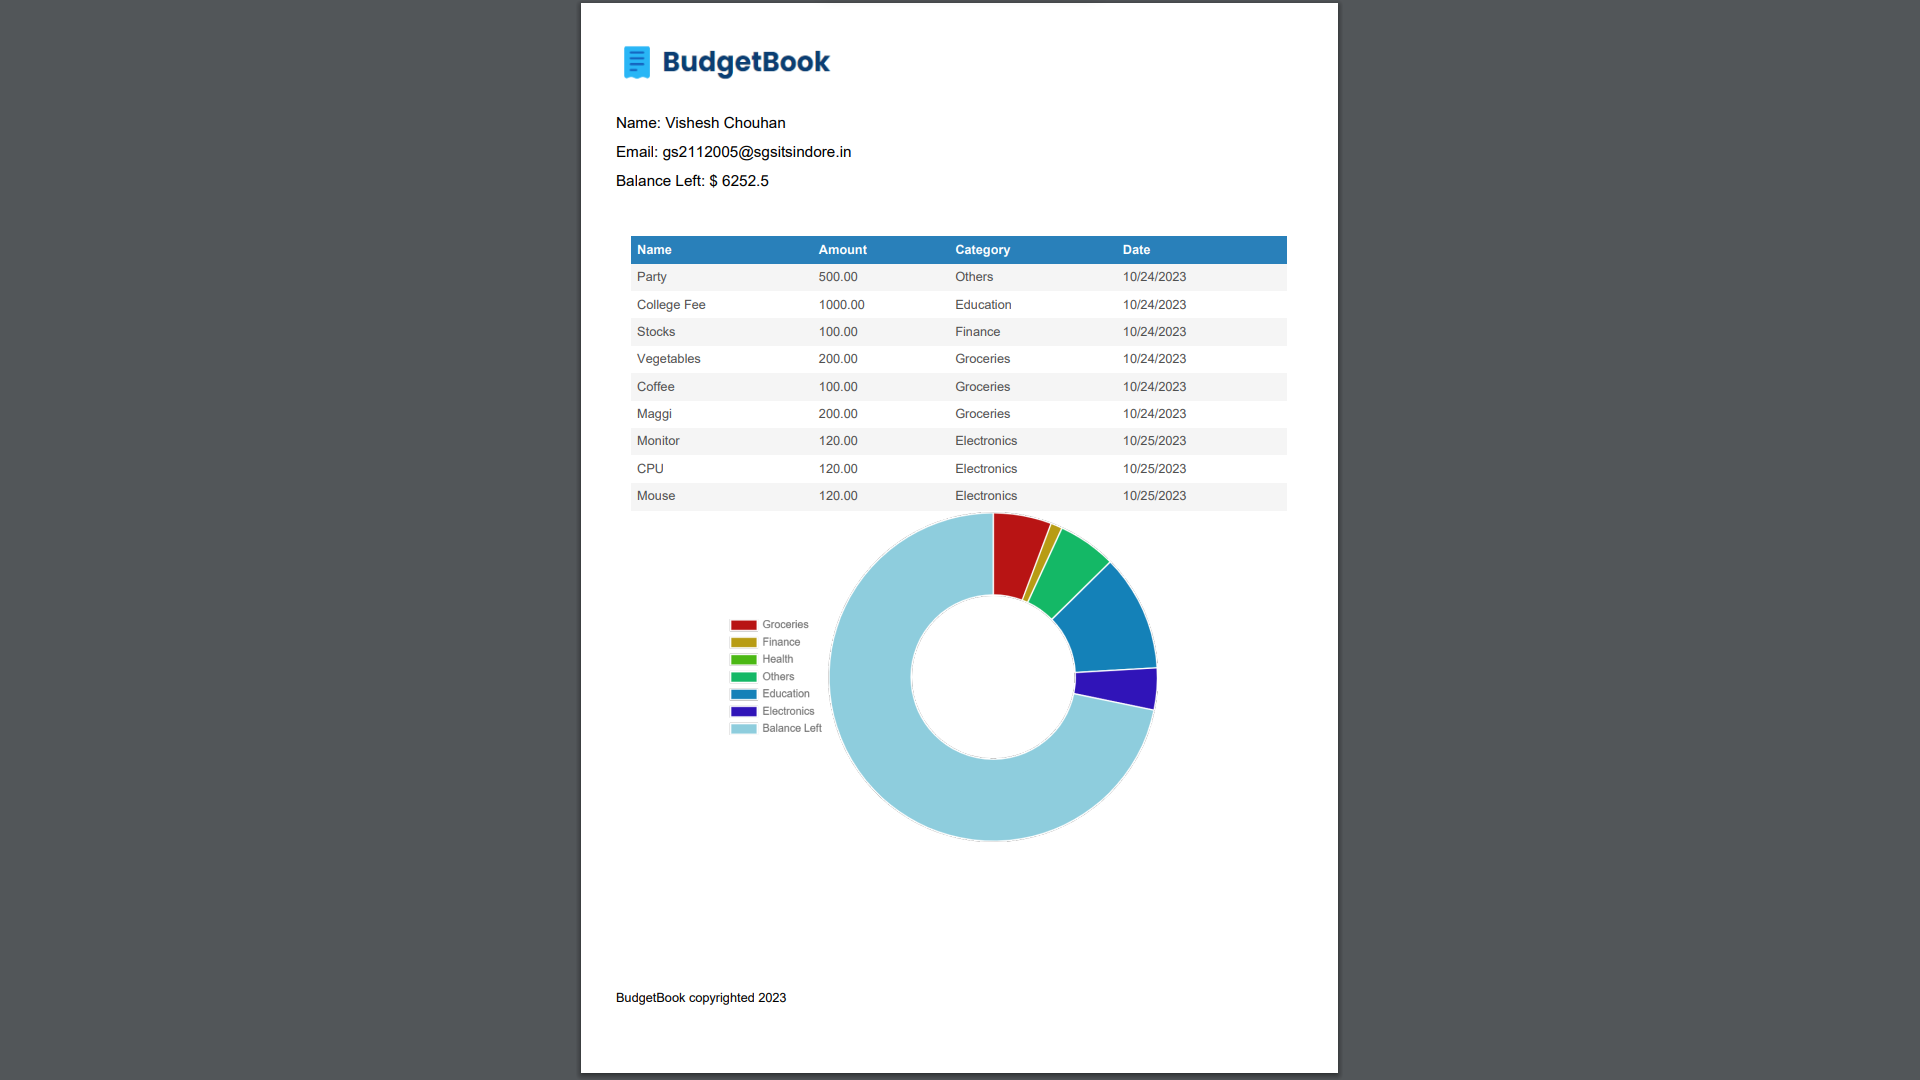 BudgetBook
Name: Vishesh Chouhan
Email: gs2112005@sgsitsindore.in
Balance Left: $ 6252.5
Name Amount Category Date
Party 500.00 Others 10/24/2023
College Fee 1000.00 Education 10/24/2023
Stocks 100.00 Finance 10/24/2023
Vegetables 200.00 Groceries 10/24/2023
Coffee 100.00 Groceries 10/24/2023
Maggi 200.00 Groceries 10/24/2023
Monitor 120.00 Electronics 10/25/2023
CPU 120.00 Electronics 10/25/2023
Mouse 120.00 Electronics 10/25/2023
Groceries
Finance
Health
Others
Education
Electronics
Balance Left
BudgetBook copyrighted 2023